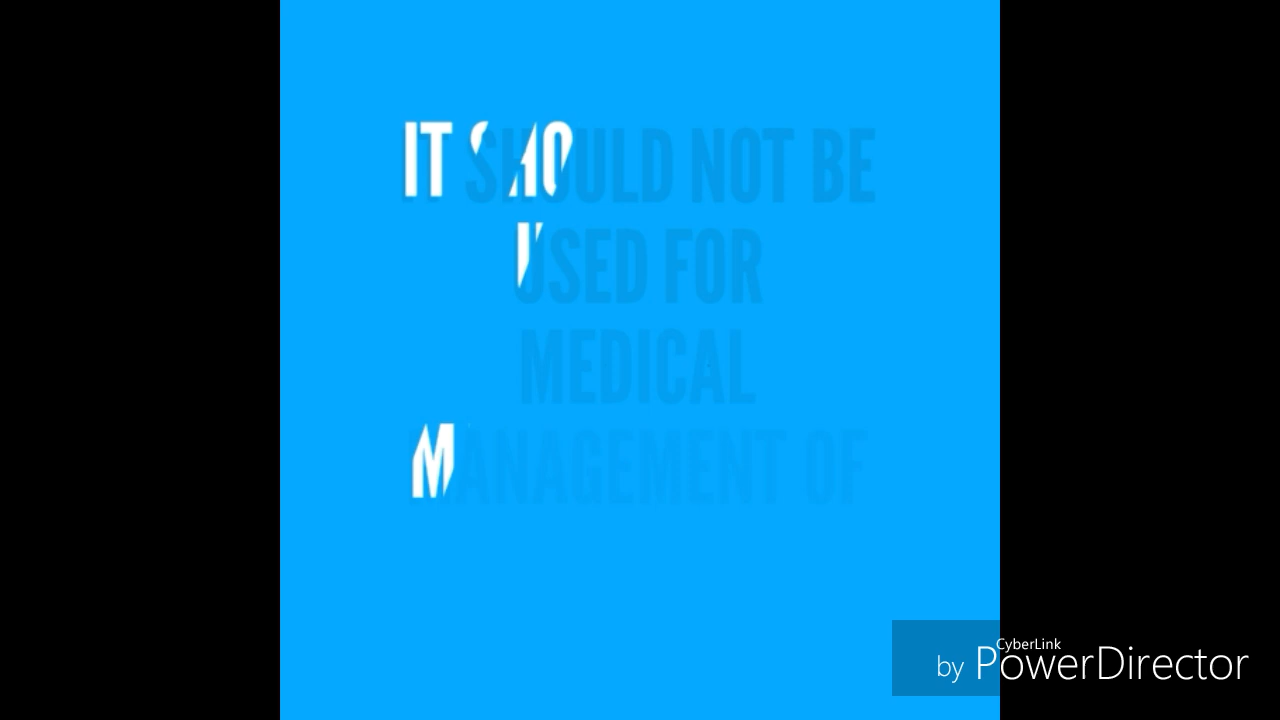 IT SHOULD NOT BE
USED FOR
MEDICAL
MANAGEMENT OF
CyberLink
by PowerDirector